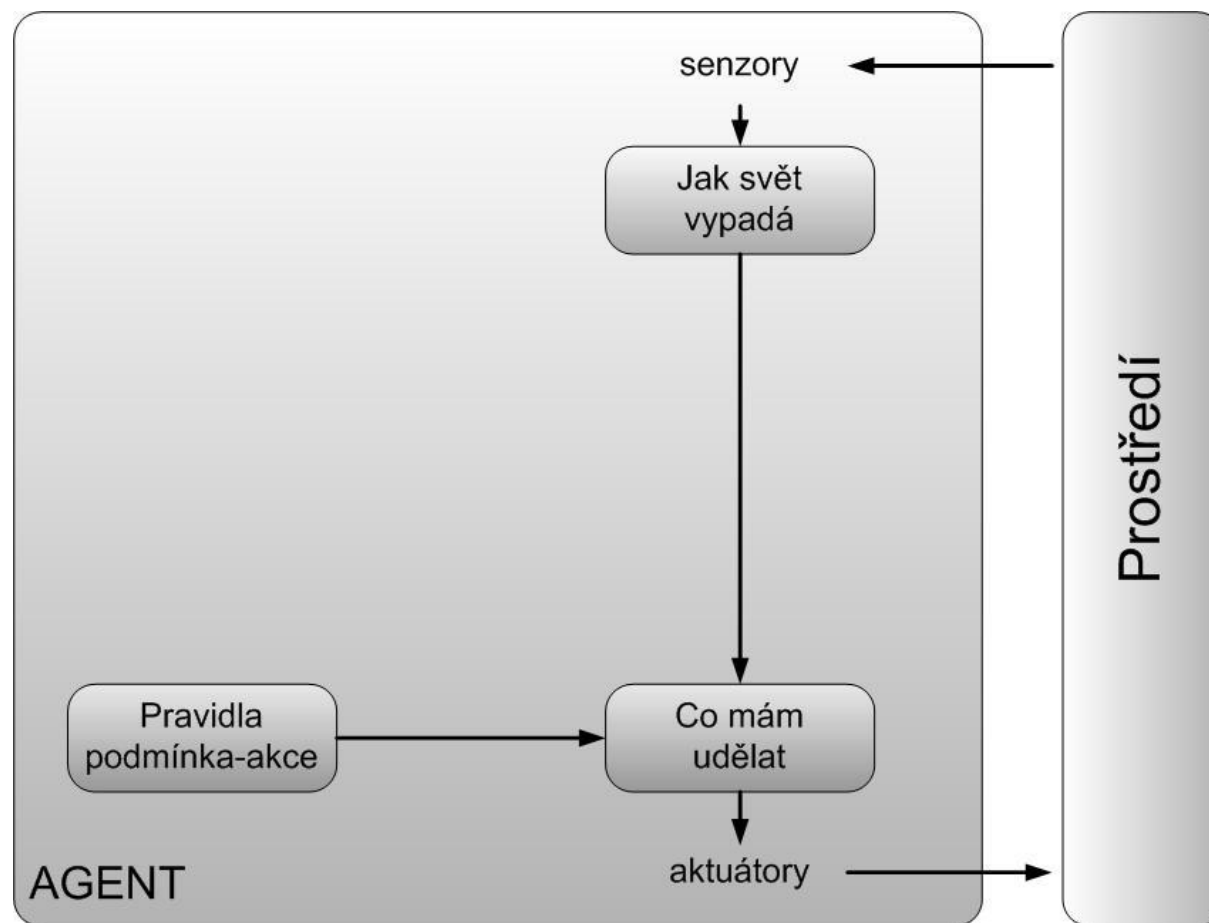 senzory
Jak svět
vypadá
Prostředí
Pravidla
podmínka-akce
Co mám
udělat
aktuátory
AGENT